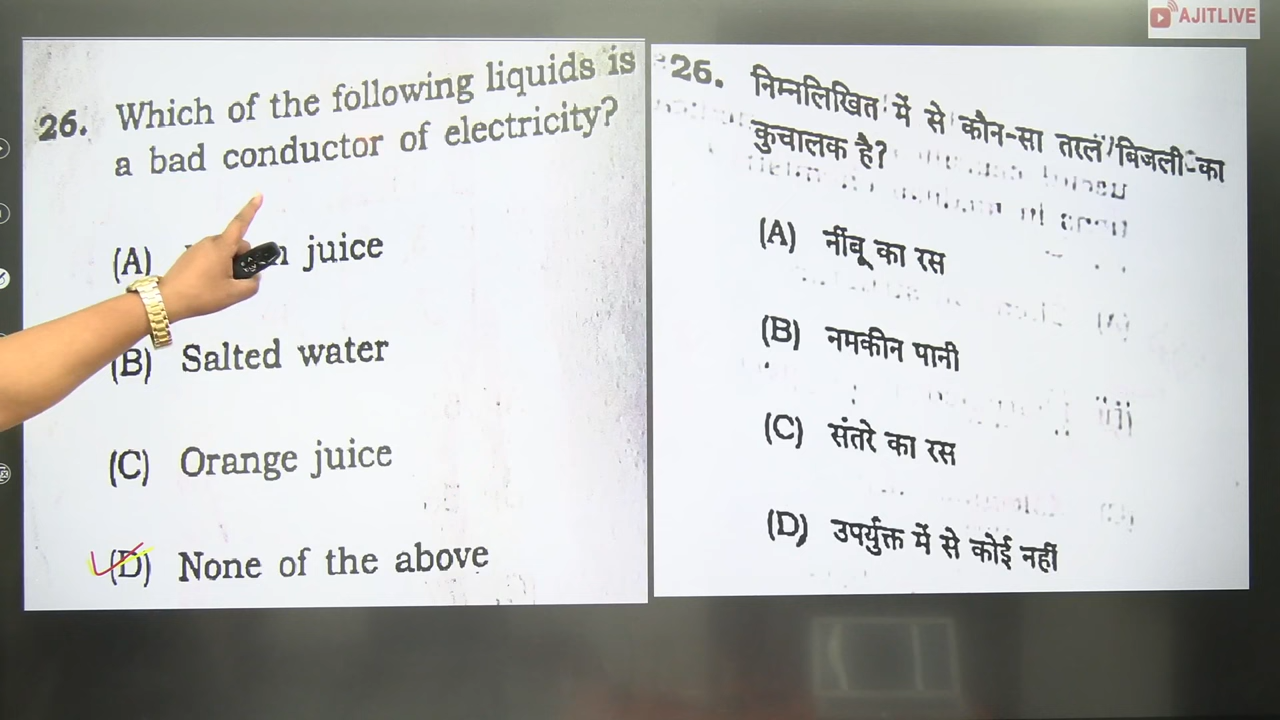 AJITLIVE
26. Which of the following liquids is
a bad conductor of electricity?
(A) juice
(B) Salted water
(C) Orange juice
(D) None of the above
26. निम्नलिखित में से कौन-सा तरल बिजली का
कुचालक है?
(A) नींबू का रस
(B) नमकीन पानी
(C) संतरे का रस
(D) उपर्युक्त में से कोई नहीं